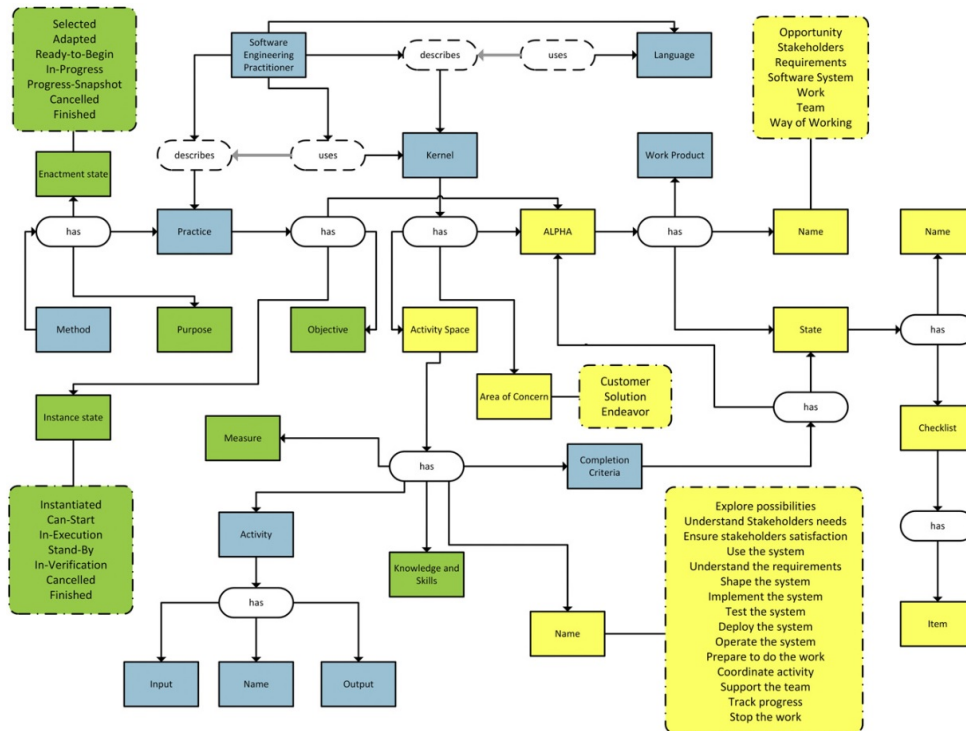 Selected
Adapted
Ready-to-Begin
In-Progress
Progress-Snapshot
Cancelled
Finished
Software
Engineering
Practitioner
describes
uses
Language
Opportunity
Stakeholders
Requirements
Software System
Work
Team
Way of Working
Enactment state
describes
uses
Kernel
Work Product
has
Practice
has
has
ALPHA
has
Name
Name
Method
Purpose
Objective
Activity Space
State
has
Instance state
Area of Concern
Customer
Solution
Endeavor
has
Checklist
Measure
has
Completion
Criteria
Instantiated
Can-Start
In-Execution
Stand-By
In-Verification
Cancelled
Finished
Activity
Knowledge and
Skills
has
Input
Name
Output
Name
Explore possibilities
Understand Stakeholders needs
Ensure stakeholders satisfaction
Use the system
Understand the requirements
Shape the system
Implement the system
Test the system
Deploy the system
Operate the system
Prepare to do the work
Coordinate activity
Support the team
Track progress
Stop the work
has
Item